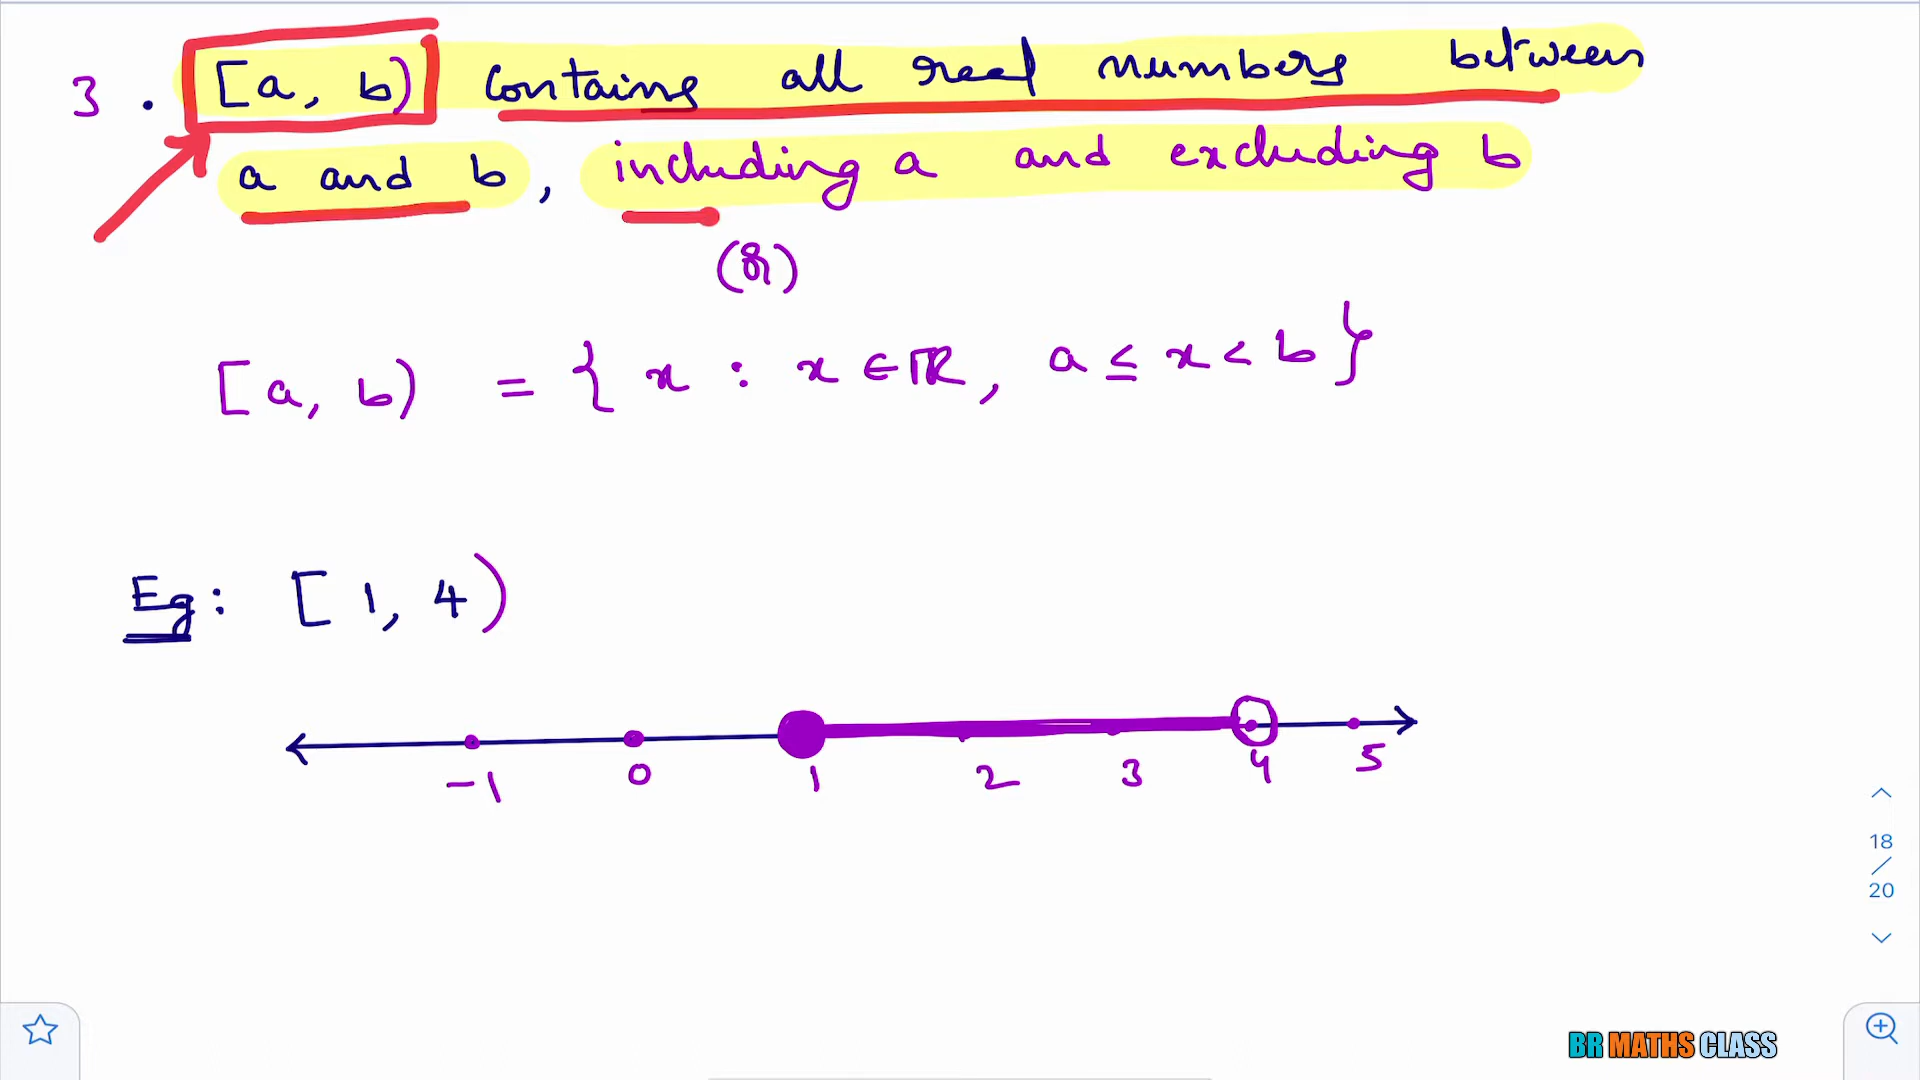 3. [a, b) contains all real numbers between
a and b, including a and excluding b
(or)
[a, b) = { x : x ∈ ℝ, a ≤ x < b }
Eg: [ 1, 4 )
-1 0 1 2 3 4 5
18
/
20
BR MATHS CLASS